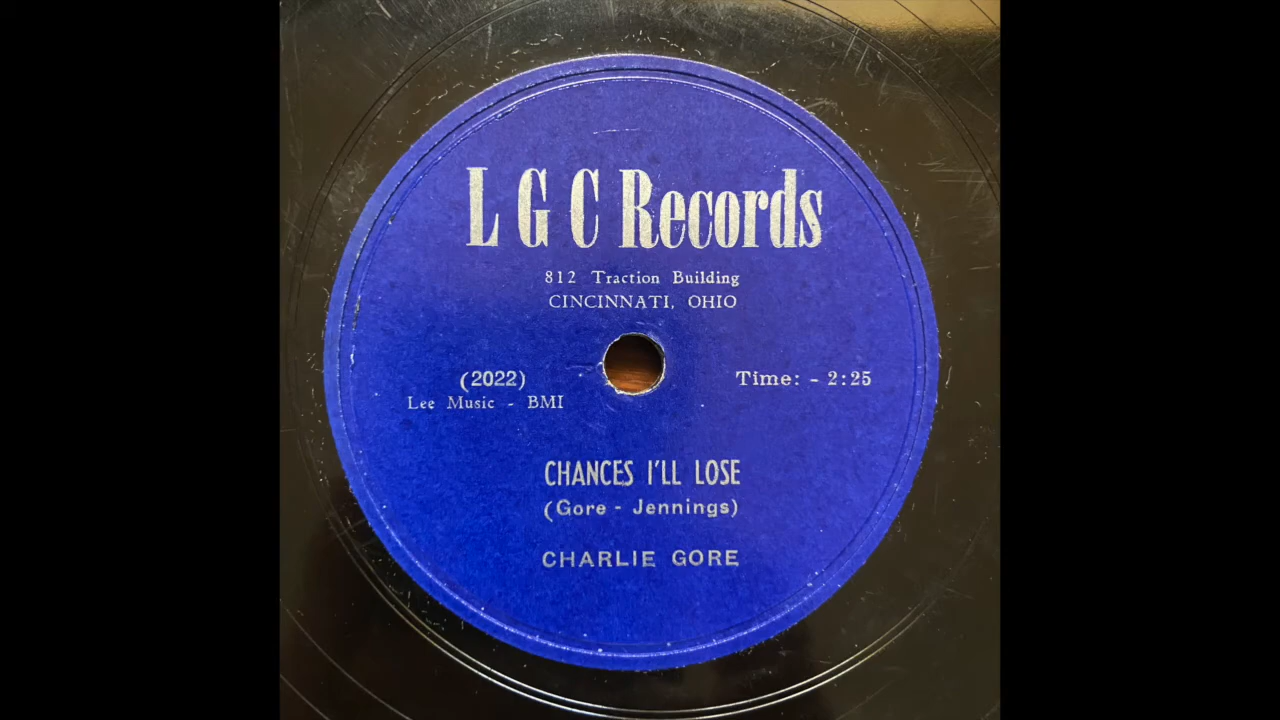 L G C Records
812 Traction Building
CINCINNATI, OHIO
(2022)
Lee Music - BMI
Time: - 2:25
CHANCES I'LL LOSE
(Gore - Jennings)
CHARLIE GORE